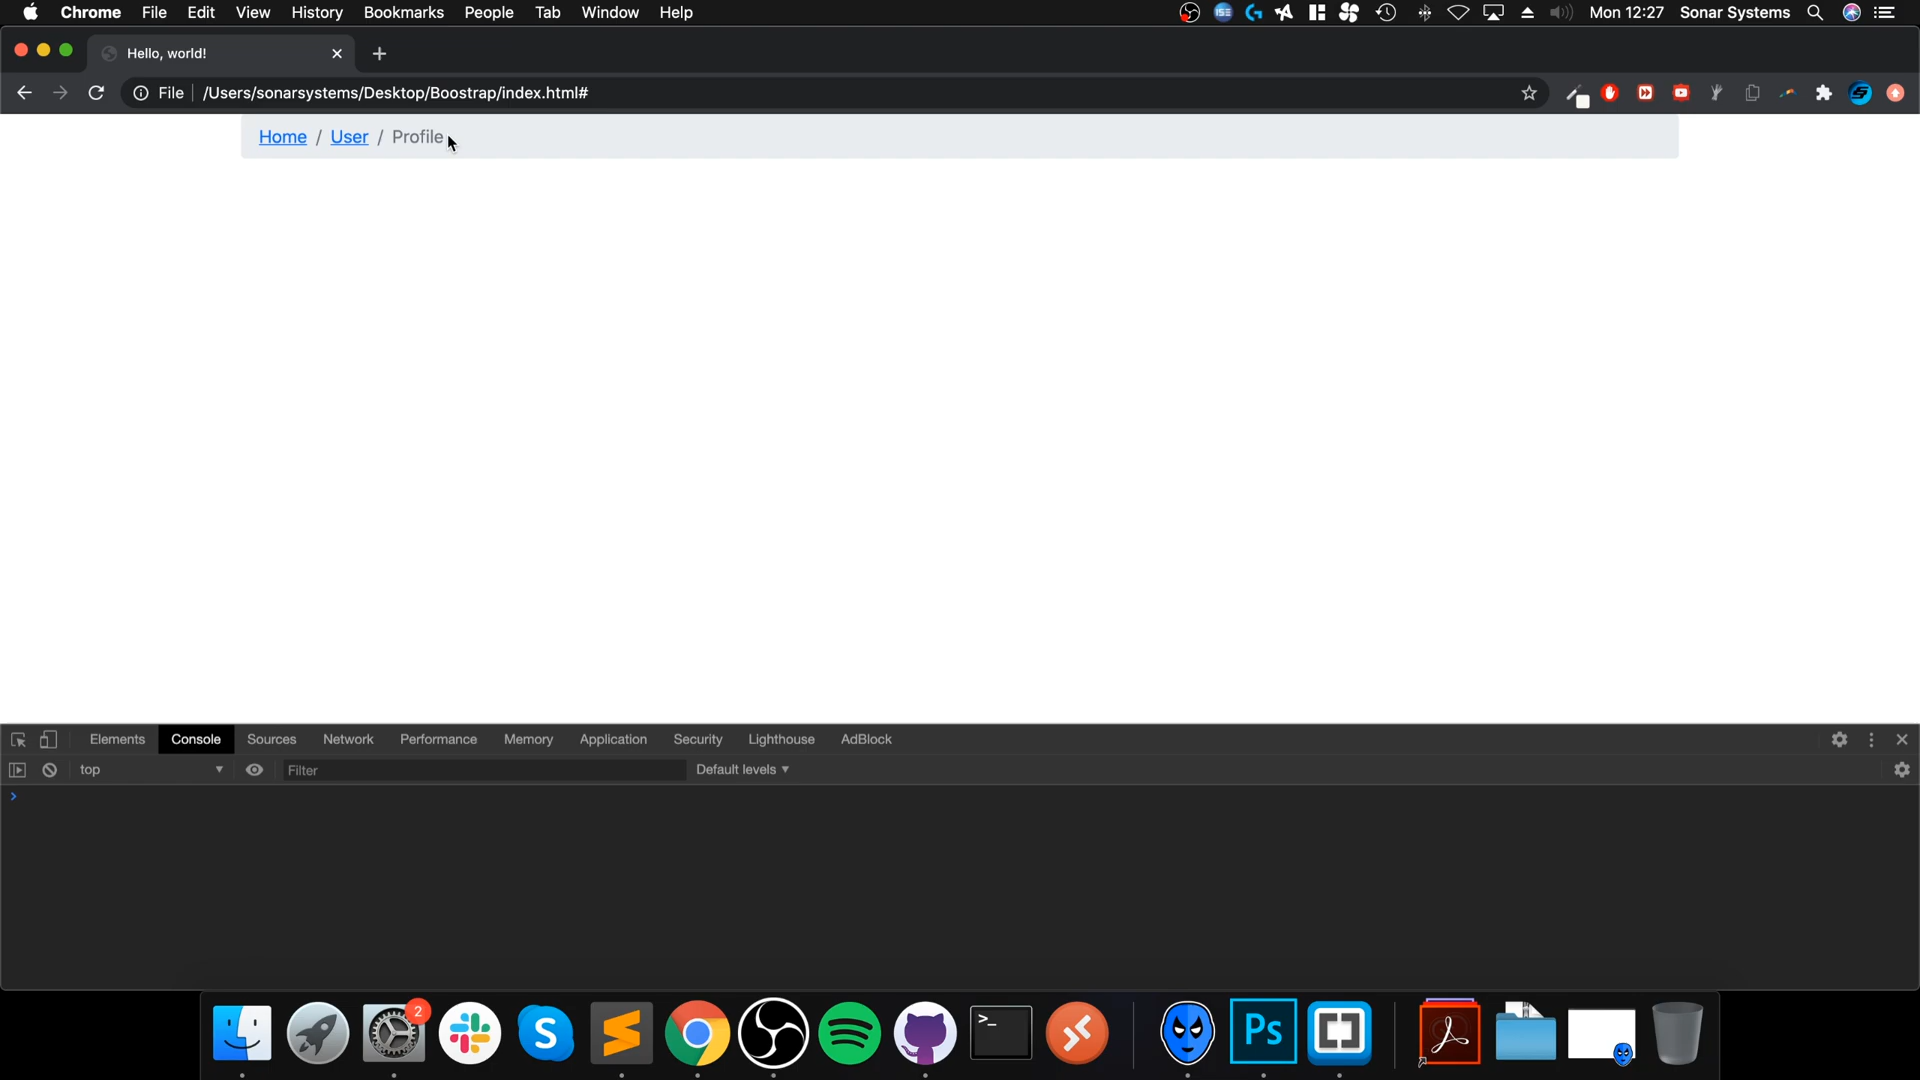 Chrome File Edit View History Bookmarks People Tab Window Help ISE Mon 12:27 Sonar Systems
Hello, world!
File /Users/sonarsystems/Desktop/Boostrap/index.html#
Home / User / Profile
Elements Console Sources Network Performance Memory Application Security Lighthouse AdBlock
top Filter Default levels
>
2
S >_ Ps